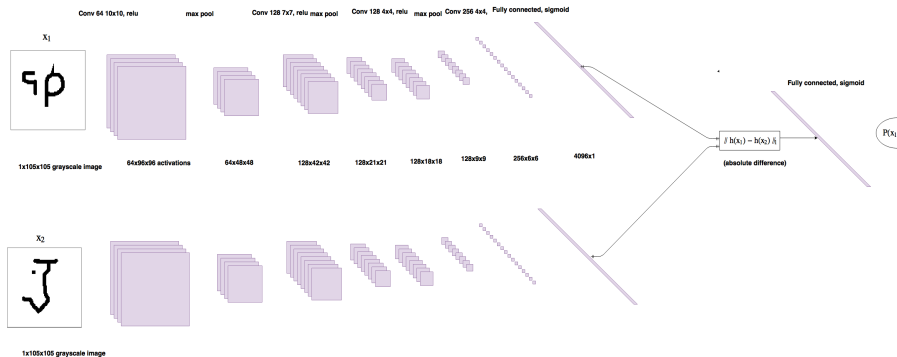 Conv 64 10x10, relu
max pool
Conv 128 7x7, relu
max pool
Conv 128 4x4, relu
max pool
Conv 256 4x4,
Fully connected, sigmoid
x₁
Fully connected, sigmoid
// h(x₁) − h(x₂) //₁
(absolute difference)
P(x₁
1x105x105 grayscale image
64x96x96 activations
64x48x48
128x42x42
128x21x21
128x18x18
128x9x9
256x6x6
4096x1
x₂
1x105x105 grayscale image